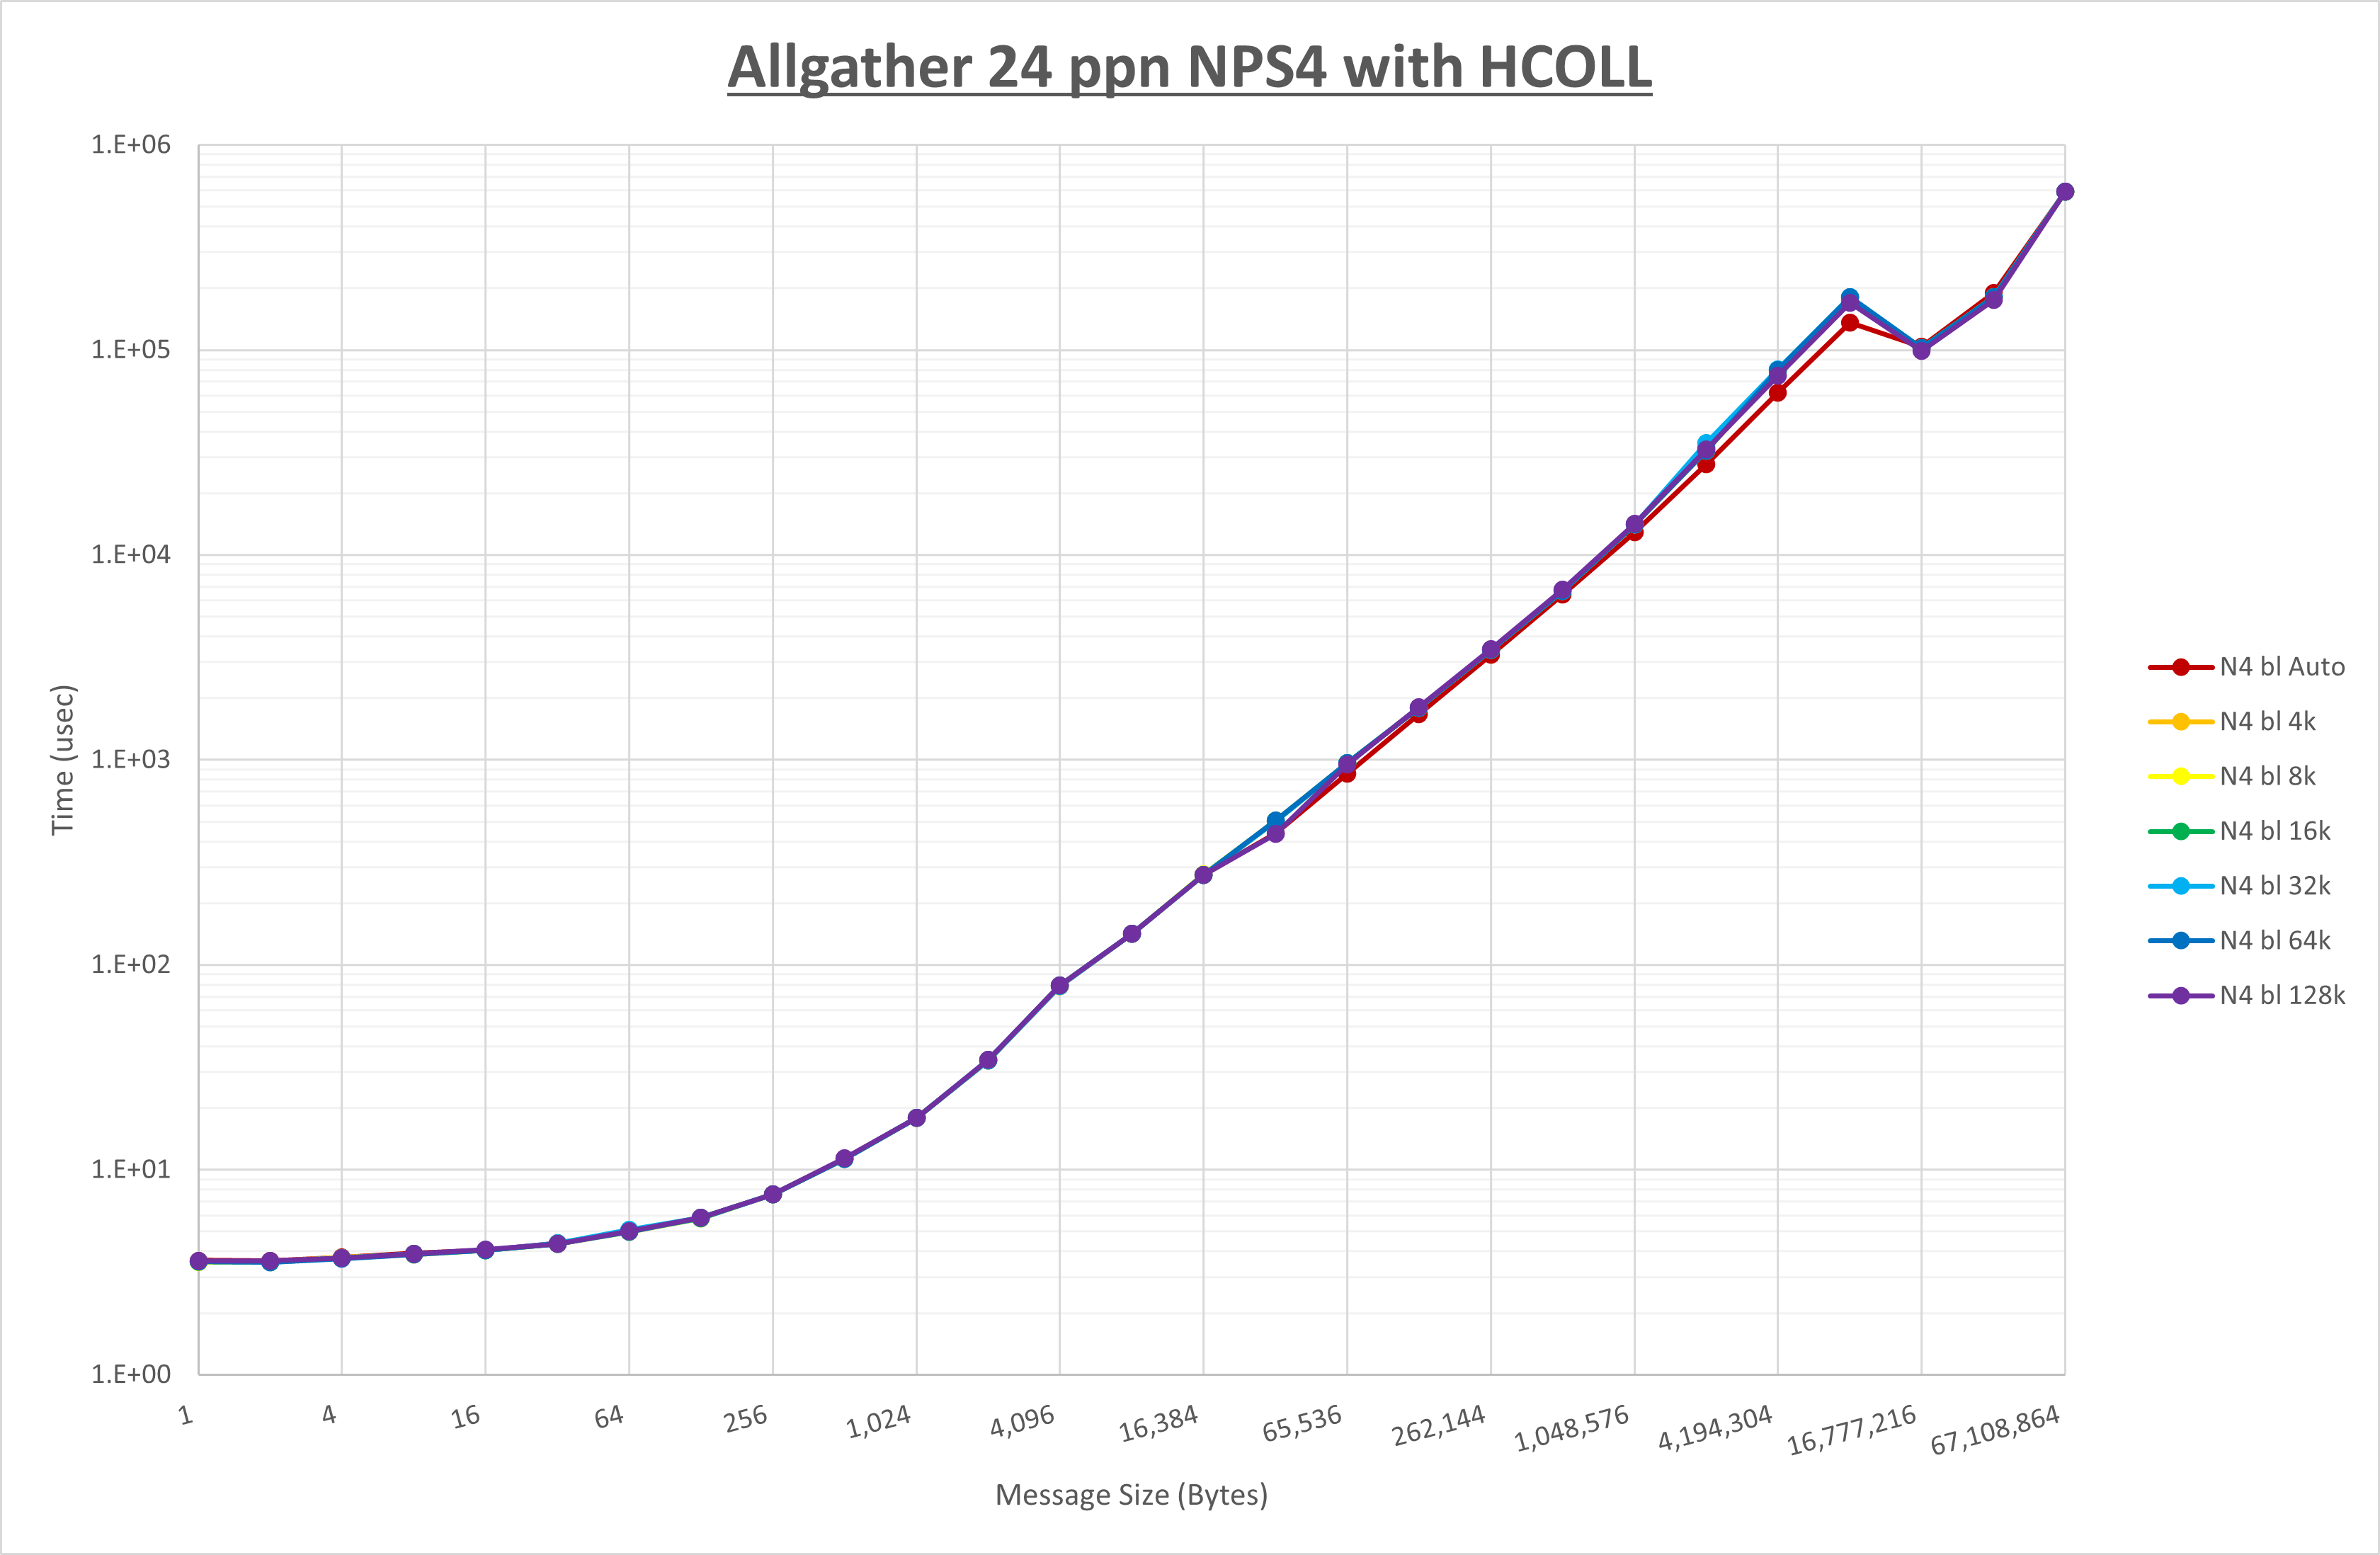 Allgather 24 ppn NPS4 with HCOLL
1.E+06
1.E+05
1.E+04
1.E+03
1.E+02
1.E+01
1.E+00
Time (usec)
1
4
16
64
256
1,024
4,096
16,384
65,536
262,144
1,048,576
4,194,304
16,777,216
67,108,864
Message Size (Bytes)
N4 bl Auto
N4 bl 4k
N4 bl 8k
N4 bl 16k
N4 bl 32k
N4 bl 64k
N4 bl 128k